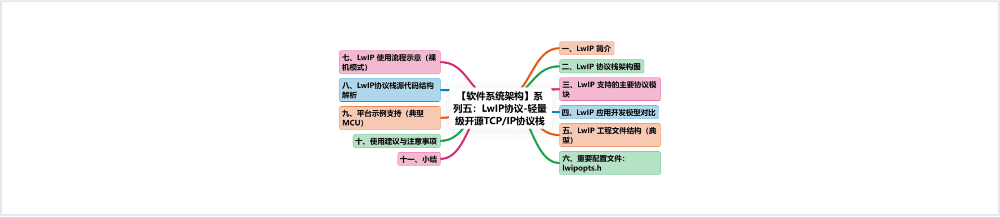 【软件系统架构】系
列五：LwIP协议-轻量
级开源TCP/IP协议栈
一、LwIP 简介
二、LwIP 协议栈架构图
三、LwIP 支持的主要协议模
块
四、LwIP 应用开发模型对比
五、LwIP 工程文件结构（典
型）
六、重要配置文件：
lwipopts.h
七、LwIP 使用流程示意（裸
机模式）
八、LwIP协议栈源代码结构
解析
九、平台示例支持（典型
MCU）
十、使用建议与注意事项
十一、小结